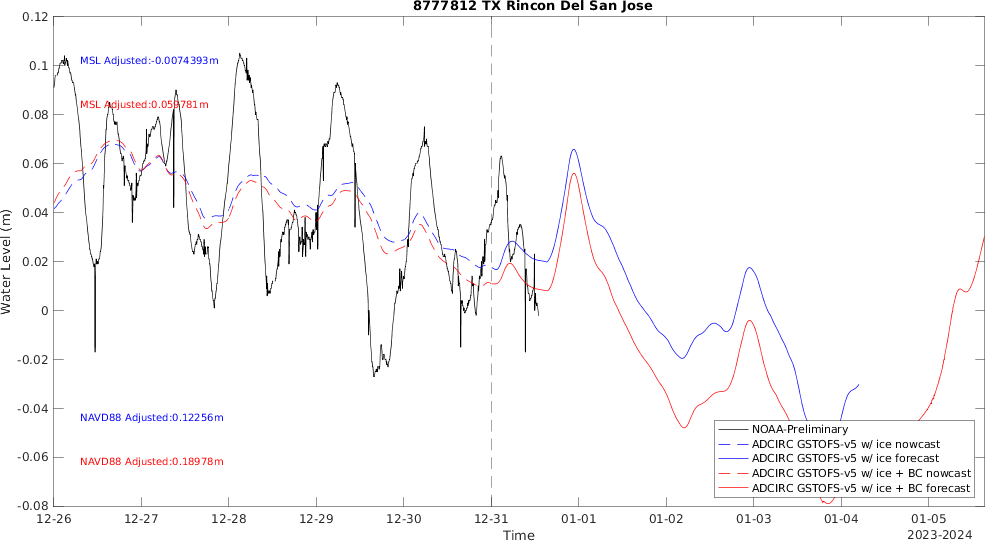 8777812 TX Rincon Del San Jose
0.12
0.1
0.08
0.06
0.04
0.02
0
-0.02
-0.04
-0.06
-0.08
Water Level (m)
MSL Adjusted:-0.0074393m
MSL Adjusted:0.059781m
NAVD88 Adjusted:0.12256m
NAVD88 Adjusted:0.18978m
NOAA-Preliminary
ADCIRC GSTOFS-v5 w/ ice nowcast
ADCIRC GSTOFS-v5 w/ ice forecast
ADCIRC GSTOFS-v5 w/ ice + BC nowcast
ADCIRC GSTOFS-v5 w/ ice + BC forecast
12-26 12-27 12-28 12-29 12-30 12-31 01-01 01-02 01-03 01-04 01-05
Time
2023-2024